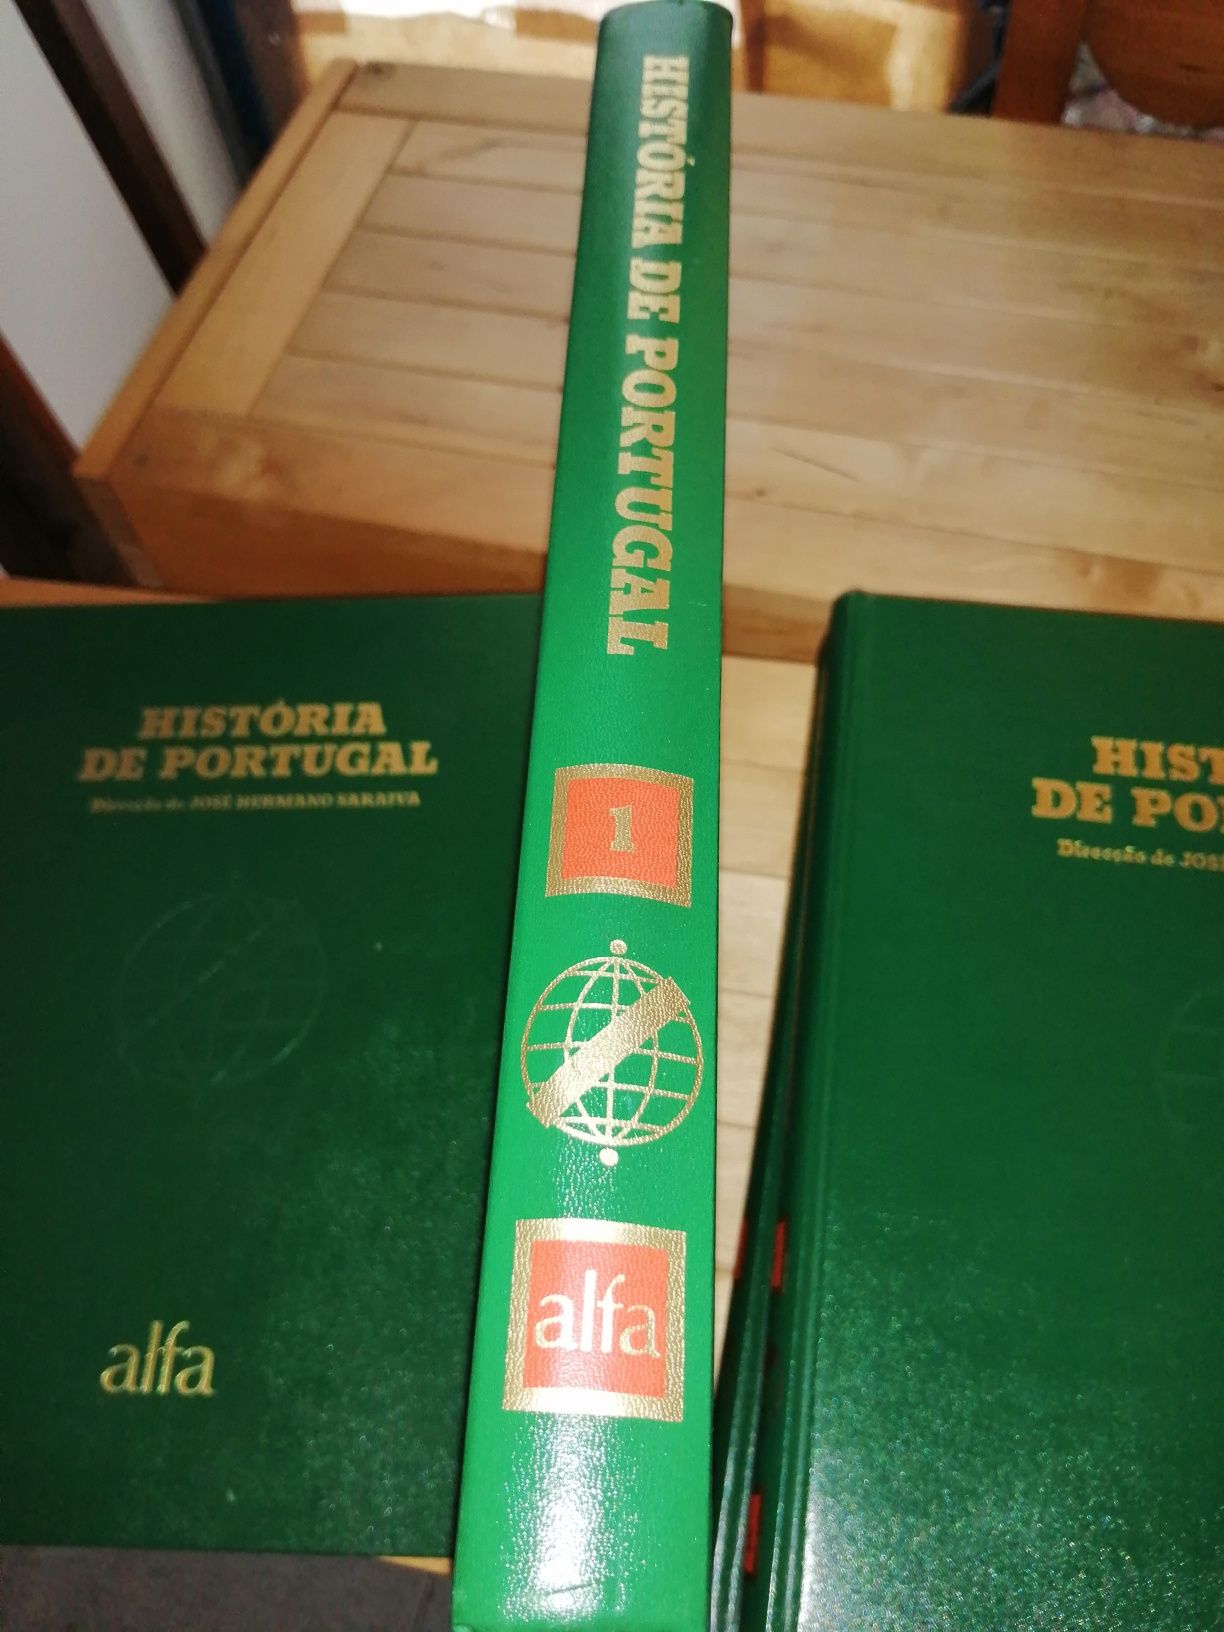 HISTÓRIA DE PORTUGAL
1
alfa
HISTÓRIA
DE PORTUGAL
Direcção de JOSÉ HERMANO SARAIVA
alfa
HIST
DE PO
Direcção de JOSÉ